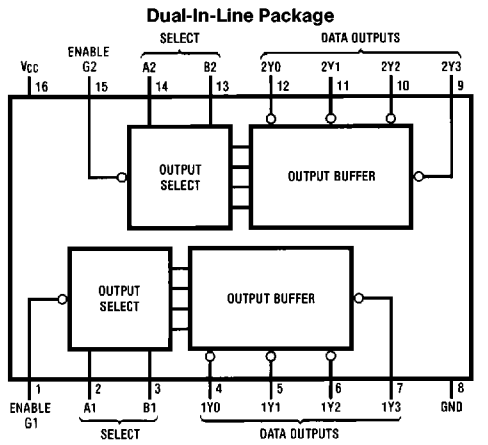 Dual-In-Line Package
ENABLE SELECT DATA OUTPUTS
VCC G2 A2 B2 2Y0 2Y1 2Y2 2Y3
16 15 14 13 12 11 10 9
OUTPUT
SELECT
OUTPUT BUFFER
OUTPUT
SELECT
OUTPUT BUFFER
1 2 3 4 5 6 7 8
ENABLE A1 B1 1Y0 1Y1 1Y2 1Y3 GND
G1 SELECT DATA OUTPUTS